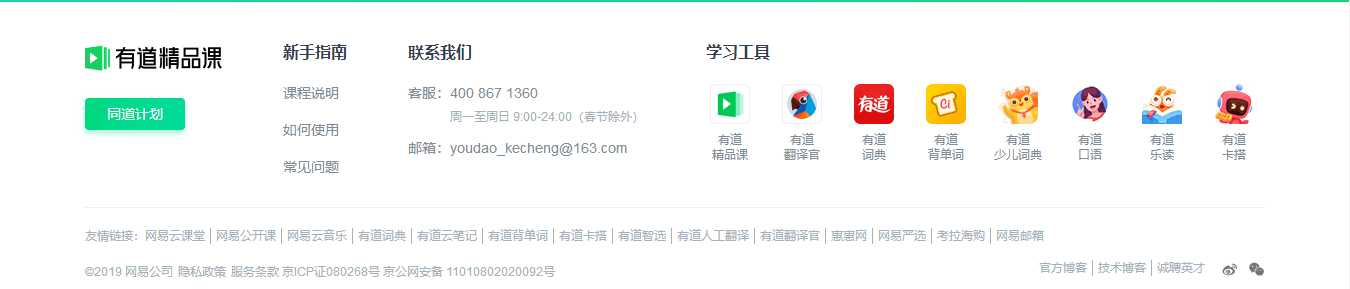 有道精品课
同道计划
新手指南
课程说明
如何使用
常见问题
联系我们
客服：400 867 1360
周一至周日 9:00-24:00（春节除外）
邮箱：youdao_kecheng@163.com
学习工具
有道
精品课
有道
翻译官
有道
有道
词典
Ci
有道
背单词
有道
少儿词典
有道
口语
有道
乐读
有道
卡搭
友情链接：网易云课堂 | 网易公开课 | 网易云音乐 | 有道词典 | 有道云笔记 | 有道背单词 | 有道卡搭 | 有道智选 | 有道人工翻译 | 有道翻译官 | 惠惠网 | 网易严选 | 考拉海购 | 网易邮箱
©2019 网易公司 隐私政策 服务条款 京ICP证080268号 京公网安备 11010802020092号
官方博客 | 技术博客 | 诚聘英才